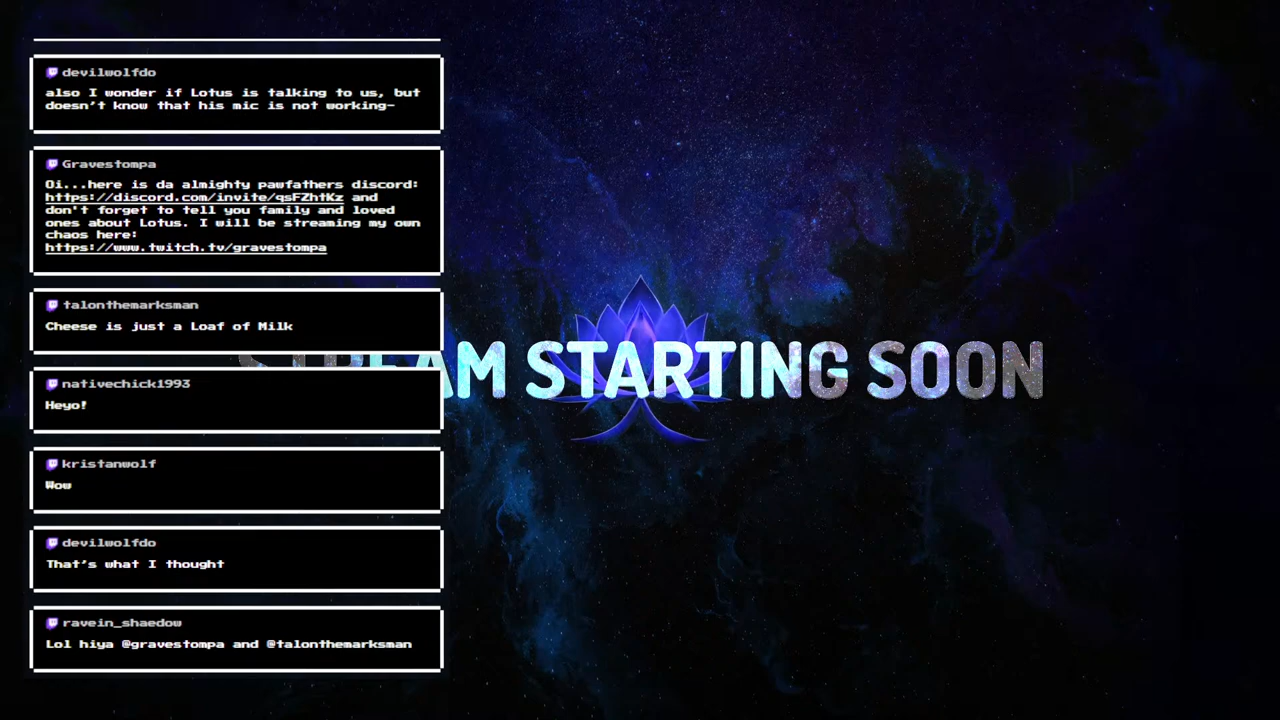 devilwolfdo
also I wonder if Lotus is talking to us, but
doesn't know that his mic is not working-
Gravestompa
Oi...here is da almighty pawfathers discord:
https://discord.com/invite/qsFZhtKz and
don't forget to tell you family and loved
ones about Lotus. I will be streaming my own
chaos here:
https://www.twitch.tv/gravestompa
talonthemarksman
Cheese is just a Loaf of Milk
nativechick1993
Heyo!
kristanwolf
Wow
devilwolfdo
That's what I thought
ravein_shaedow
Lol hiya @gravestompa and @talonthemarksman
STREAM STARTING SOON